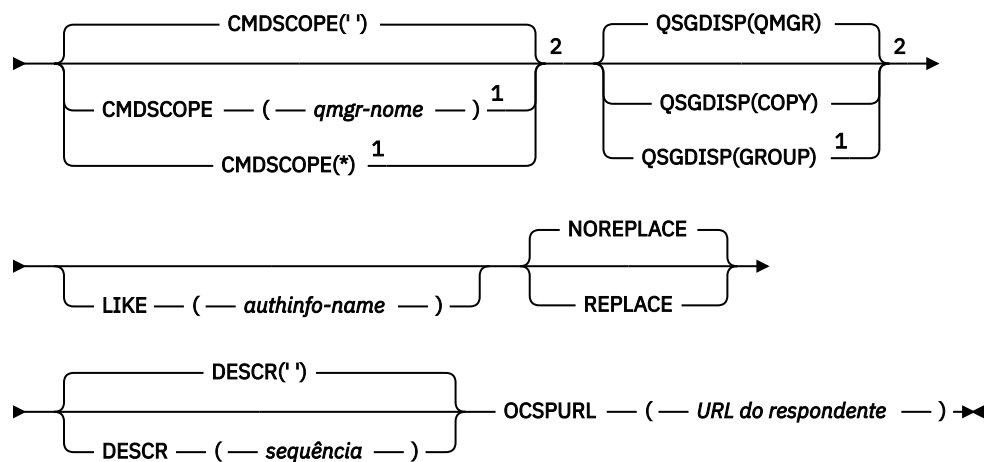 CMDSCOPE(' ') 2 QSGDISP(QMGR) 2
CMDSCOPE ( qmgr-nome ) 1 QSGDISP(COPY)
CMDSCOPE(*) 1 QSGDISP(GROUP) 1
NOREPLACE
LIKE ( authinfo-name ) REPLACE
DESCR(' ')
OCSPURL ( URL do respondente )
DESCR ( sequência )